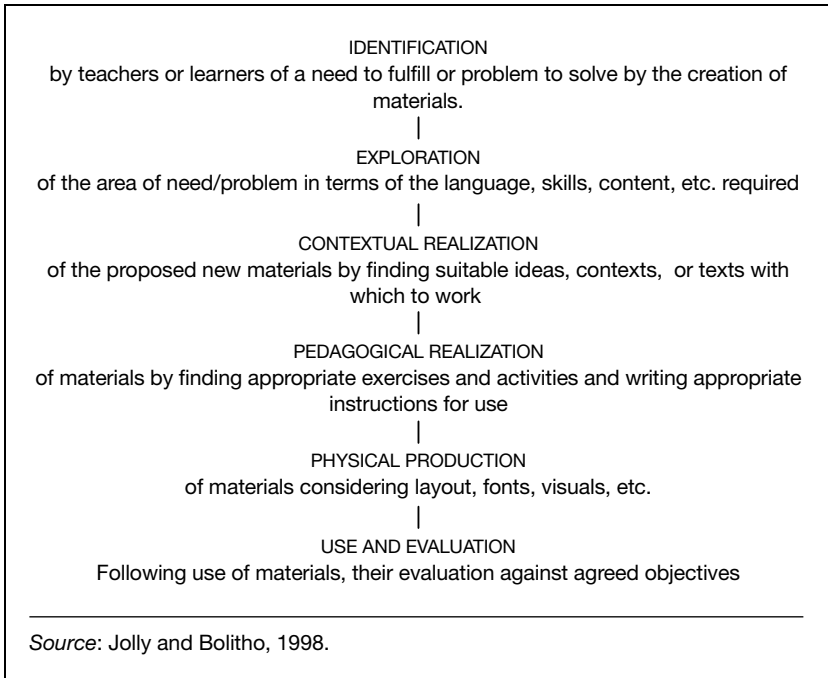 IDENTIFICATION
by teachers or learners of a need to fulfill or problem to solve by the creation of
materials.
EXPLORATION
of the area of need/problem in terms of the language, skills, content, etc. required
CONTEXTUAL REALIZATION
of the proposed new materials by finding suitable ideas, contexts, or texts with
which to work
PEDAGOGICAL REALIZATION
of materials by finding appropriate exercises and activities and writing appropriate
instructions for use
PHYSICAL PRODUCTION
of materials considering layout, fonts, visuals, etc.
USE AND EVALUATION
Following use of materials, their evaluation against agreed objectives
Source: Jolly and Bolitho, 1998.